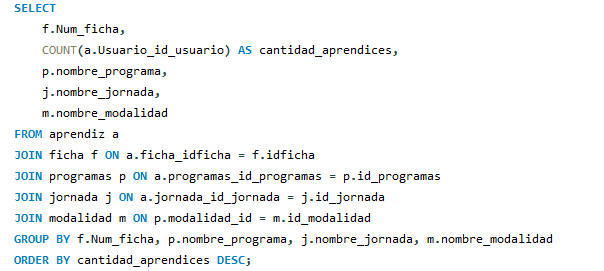 SELECT
f.Num_ficha,
COUNT(a.Usuario_id_usuario) AS cantidad_aprendices,
p.nombre_programa,
j.nombre_jornada,
m.nombre_modalidad
FROM aprendiz a
JOIN ficha f ON a.ficha_idficha = f.idficha
JOIN programas p ON a.programas_id_programas = p.id_programas
JOIN jornada j ON a.jornada_id_jornada = j.id_jornada
JOIN modalidad m ON p.modalidad_id = m.id_modalidad
GROUP BY f.Num_ficha, p.nombre_programa, j.nombre_jornada, m.nombre_modalidad
ORDER BY cantidad_aprendices DESC;